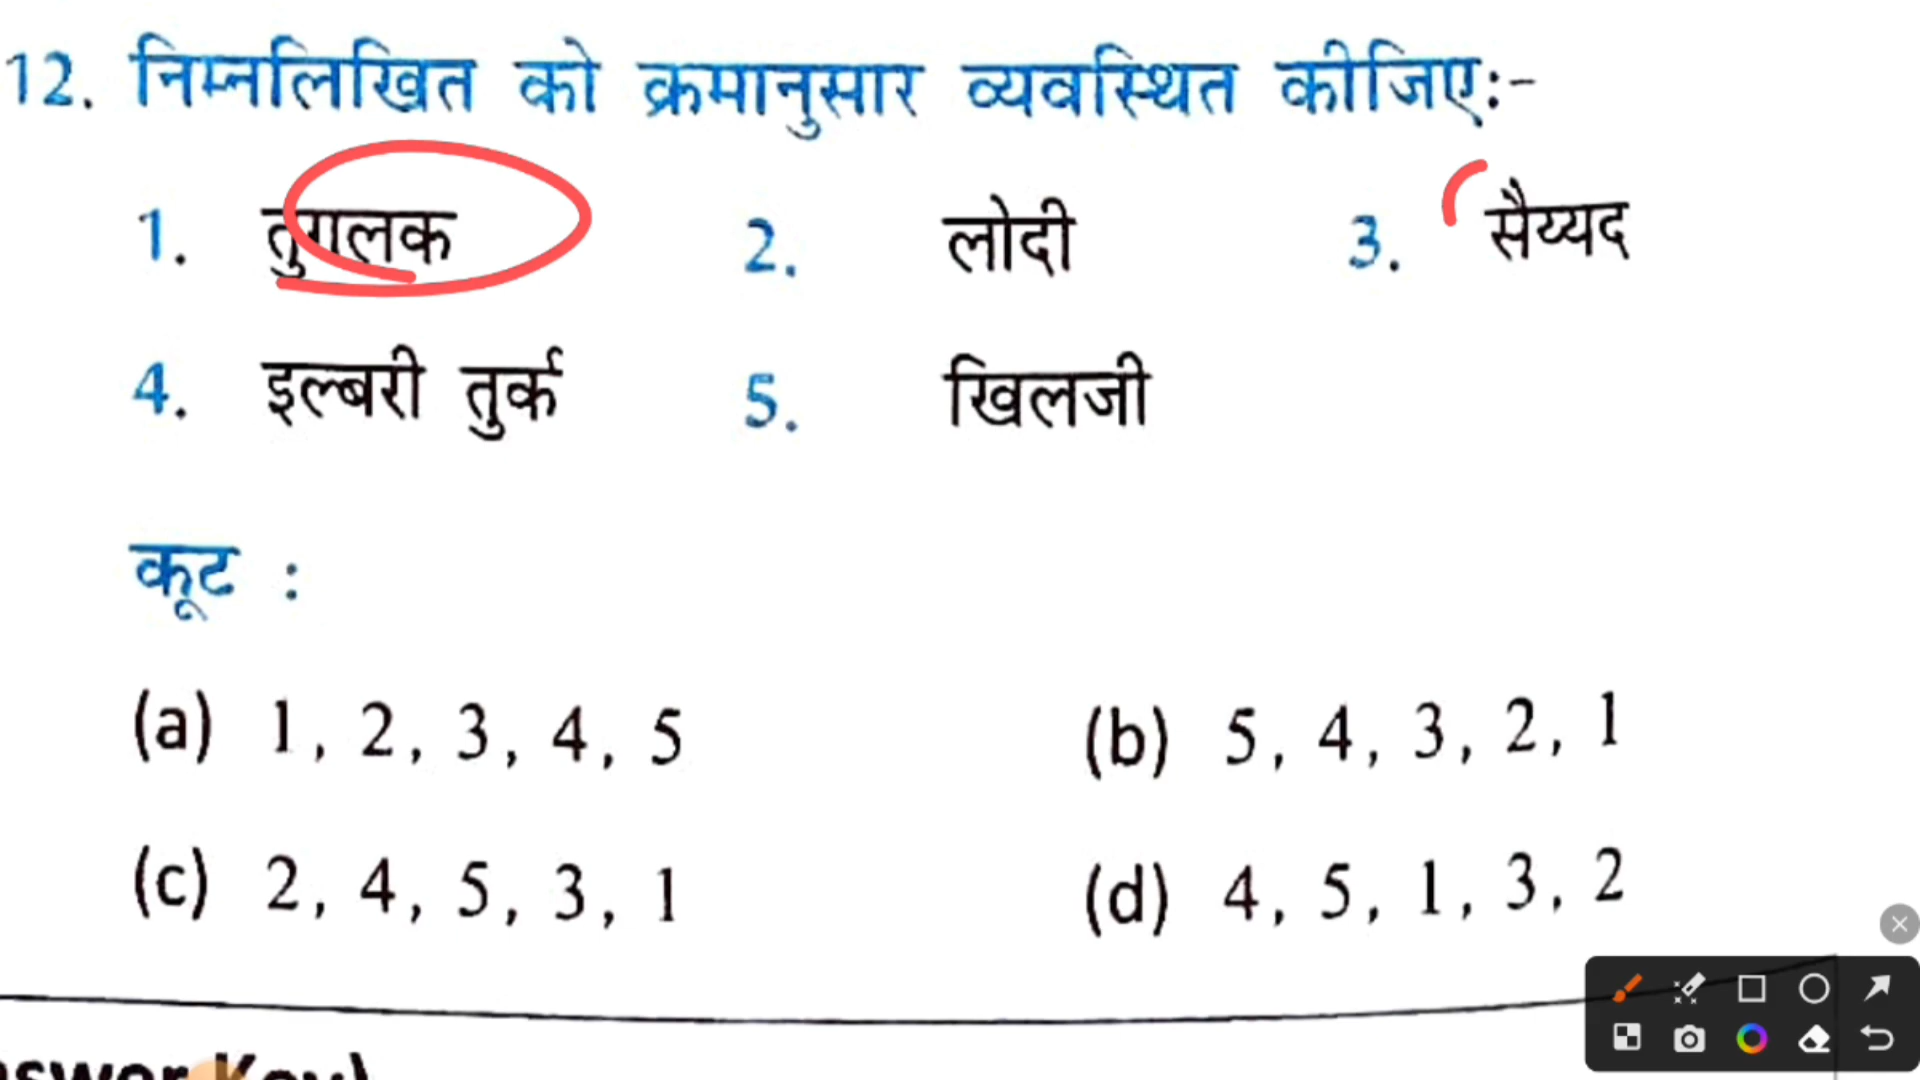 12. निम्नलिखित को क्रमानुसार व्यवस्थित कीजिए:-
1. तुगलक 2. लोदी 3. सैय्यद
4. इल्बरी तुर्क 5. खिलजी
कूट :
(a) 1, 2, 3, 4, 5 (b) 5, 4, 3, 2, 1
(c) 2, 4, 5, 3, 1 (d) 4, 5, 1, 3, 2